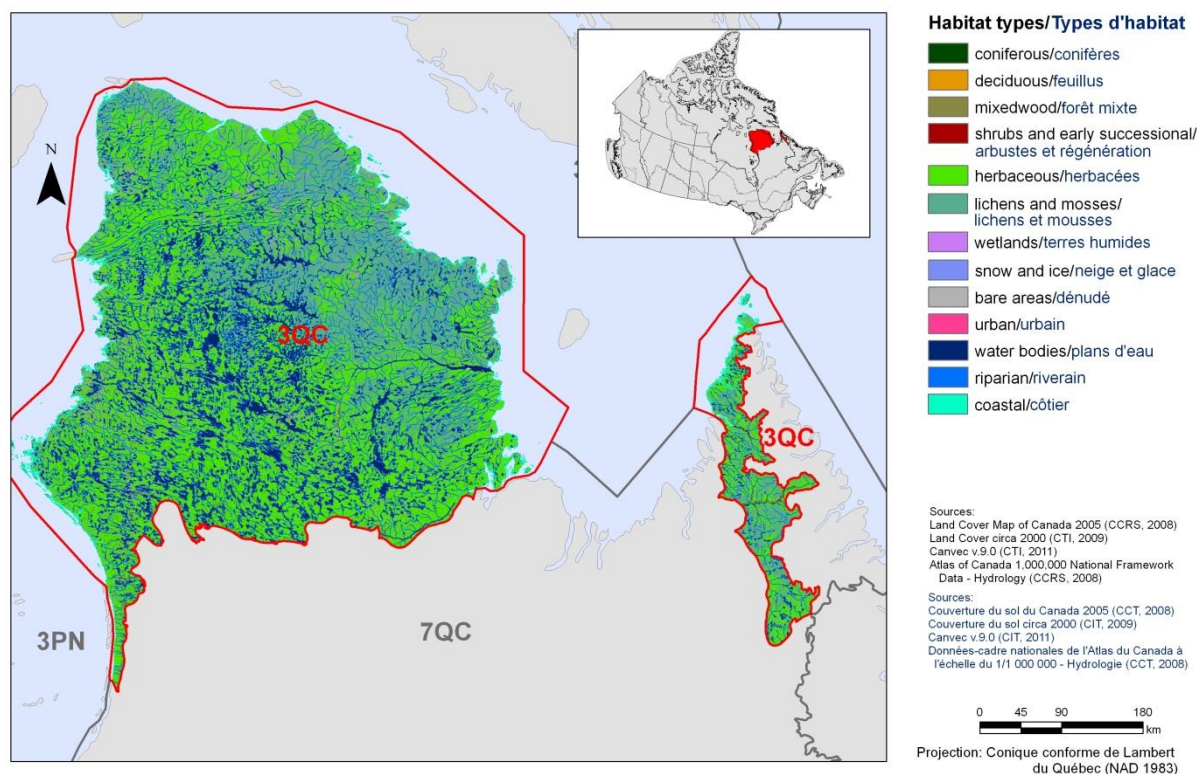 N
3QC
3QC
3PN
7QC
Habitat types/Types d'habitat
coniferous/conifères
deciduous/feuillus
mixedwood/forêt mixte
shrubs and early successional/
arbustes et régénération
herbaceous/herbacées
lichens and mosses/
lichens et mousses
wetlands/terres humides
snow and ice/neige et glace
bare areas/dénudé
urban/urbain
water bodies/plans d'eau
riparian/riverain
coastal/côtier
Sources:
Land Cover Map of Canada 2005 (CCRS, 2008)
Land Cover circa 2000 (CTI, 2009)
Canvec v.9.0 (CTI, 2011)
Atlas of Canada 1,000,000 National Framework
Data - Hydrology (CCRS, 2008)
Sources:
Couverture du sol du Canada 2005 (CCT, 2008)
Couverture du sol circa 2000 (CIT, 2009)
Canvec v.9.0 (CIT, 2011)
Données-cadre nationales de l'Atlas du Canada à
l'échelle du 1/1 000 000 - Hydrologie (CCT, 2008)
0 45 90 180
km
Projection: Conique conforme de Lambert
du Québec (NAD 1983)